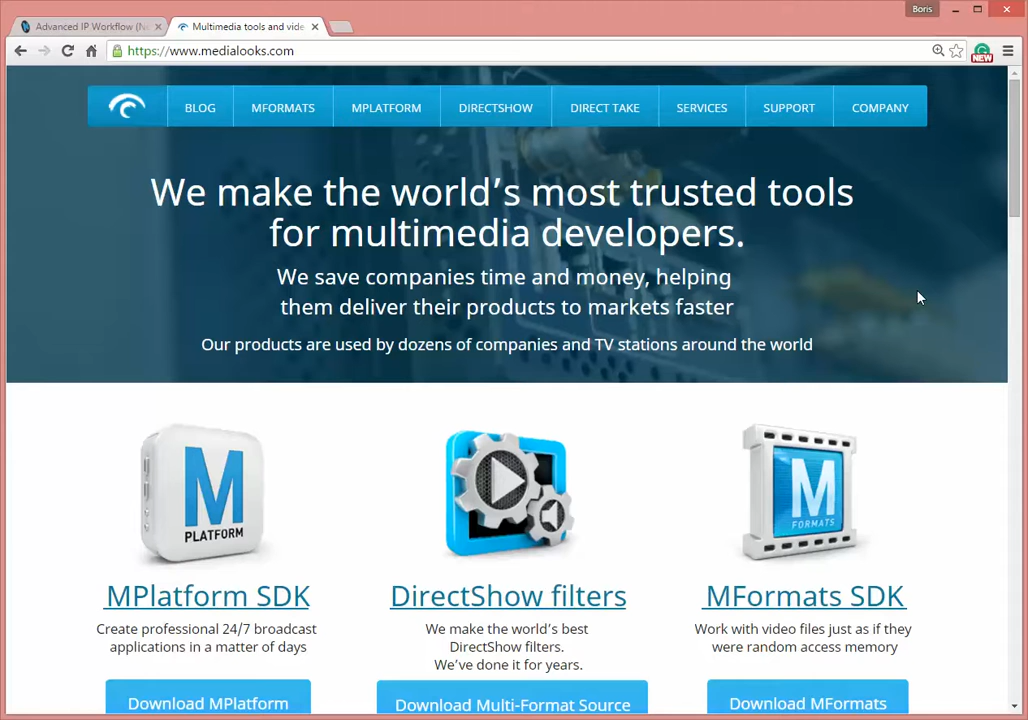 Boris
Advanced IP Workflow (N
Multimedia tools and vide
NEW
https://www.medialooks.com
BLOG
MFORMATS
MPLATFORM
DIRECTSHOW
DIRECT TAKE
SERVICES
SUPPORT
COMPANY
We make the world's most trusted tools
for multimedia developers.
We save companies time and money, helping
them deliver their products to markets faster
Our products are used by dozens of companies and TV stations around the world
M
PLATFORM
M
FORMATS
MPlatform SDK
Create professional 24/7 broadcast
applications in a matter of days
Download MPlatform
DirectShow filters
We make the world's best
DirectShow filters.
We've done it for years.
Download Multi-Format Source
MFormats SDK
Work with video files just as if they
were random access memory
Download MFormats